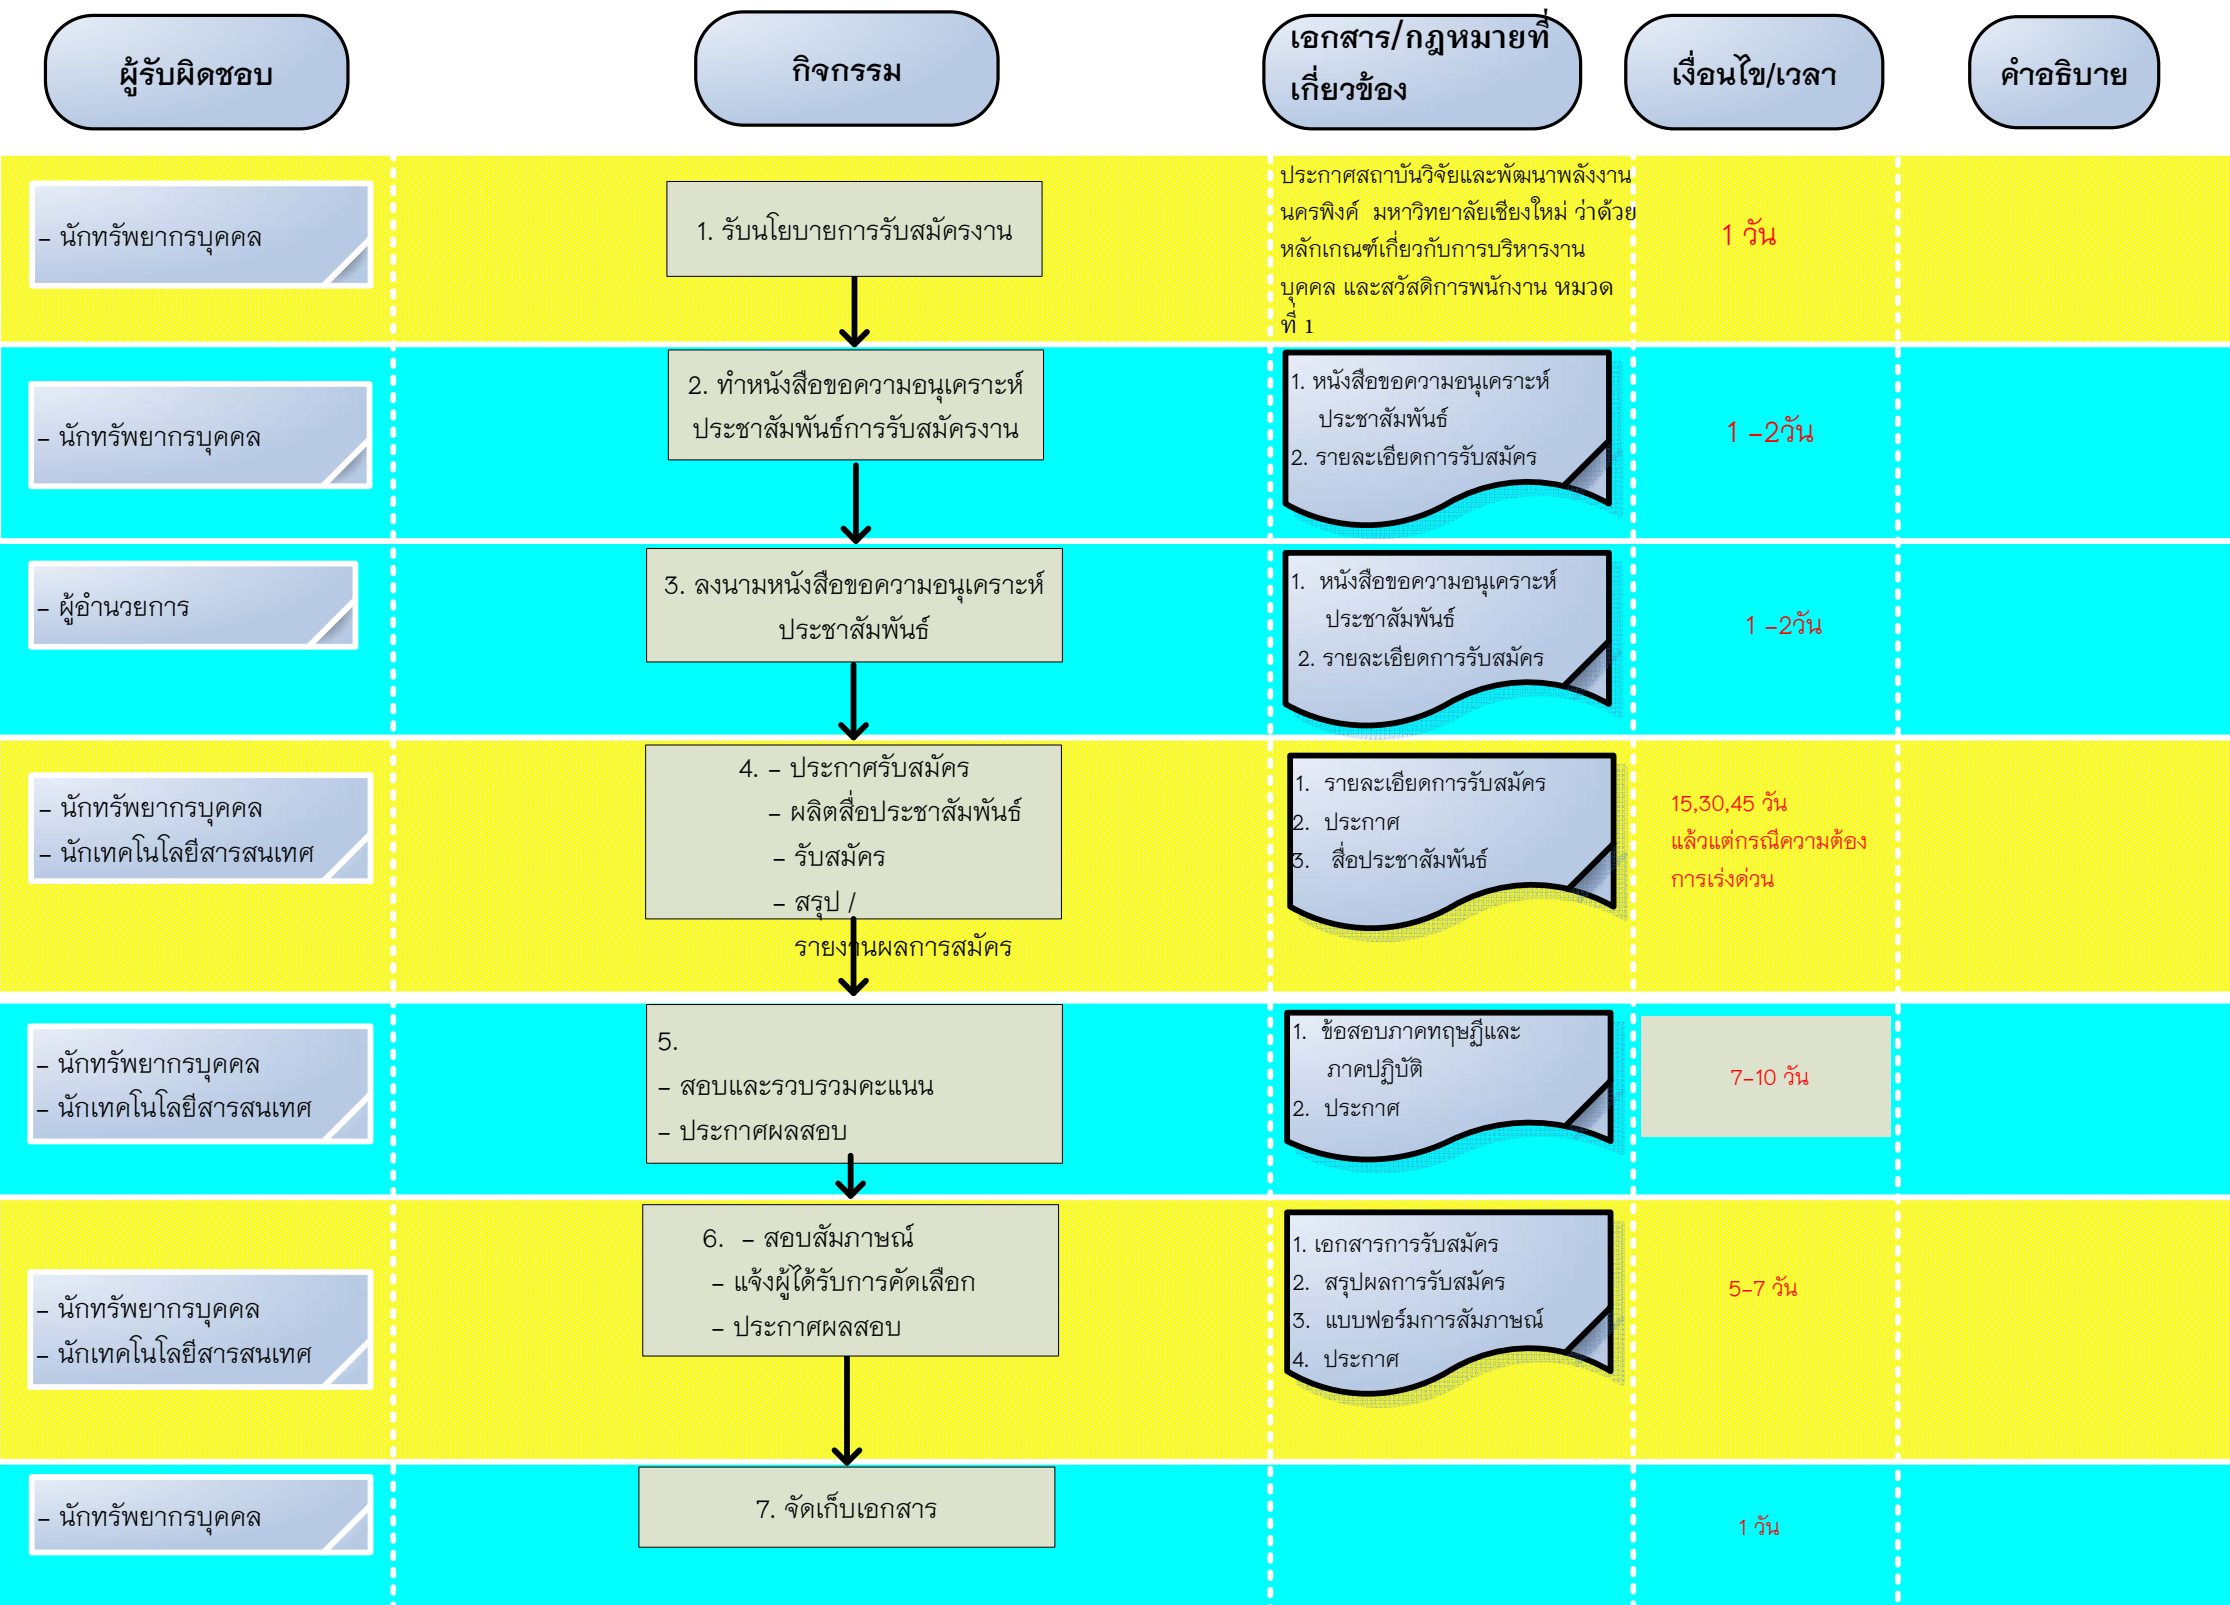 ผู้รับผิดชอบ
กิจกรรม
เอกสาร/กฎหมายที่
เกี่ยวข้อง
เงื่อนไข/เวลา
คำอธิบาย
- นักทรัพยากรบุคคล
1. รับนโยบายการรับสมัครงาน
ประกาศสถาบันวิจัยและพัฒนาพลังงาน
นครพิงค์ มหาวิทยาลัยเชียงใหม่ ว่าด้วย
หลักเกณฑ์เกี่ยวกับการบริหารงาน
บุคคล และสวัสดิการพนักงาน หมวด
ที่ 1
1 วัน
- นักทรัพยากรบุคคล
2. ทำหนังสือขอความอนุเคราะห์
ประชาสัมพันธ์การรับสมัครงาน
1. หนังสือขอความอนุเคราะห์
ประชาสัมพันธ์
2. รายละเอียดการรับสมัคร
1 -2วัน
- ผู้อำนวยการ
3. ลงนามหนังสือขอความอนุเคราะห์
ประชาสัมพันธ์
1. หนังสือขอความอนุเคราะห์
ประชาสัมพันธ์
2. รายละเอียดการรับสมัคร
1 -2วัน
- นักทรัพยากรบุคคล
- นักเทคโนโลยีสารสนเทศ
4. - ประกาศรับสมัคร
- ผลิตสื่อประชาสัมพันธ์
- รับสมัคร
- สรุป /
รายงานผลการสมัคร
1. รายละเอียดการรับสมัคร
2. ประกาศ
3. สื่อประชาสัมพันธ์
15,30,45 วัน
แล้วแต่กรณีความต้อง
การเร่งด่วน
- นักทรัพยากรบุคคล
- นักเทคโนโลยีสารสนเทศ
5.
- สอบและรวบรวมคะแนน
- ประกาศผลสอบ
1. ข้อสอบภาคทฤษฎีและ
ภาคปฏิบัติ
2. ประกาศ
7-10 วัน
- นักทรัพยากรบุคคล
- นักเทคโนโลยีสารสนเทศ
6. - สอบสัมภาษณ์
- แจ้งผู้ได้รับการคัดเลือก
- ประกาศผลสอบ
1. เอกสารการรับสมัคร
2. สรุปผลการรับสมัคร
3. แบบฟอร์มการสัมภาษณ์
4. ประกาศ
5-7 วัน
- นักทรัพยากรบุคคล
7. จัดเก็บเอกสาร
1 วัน